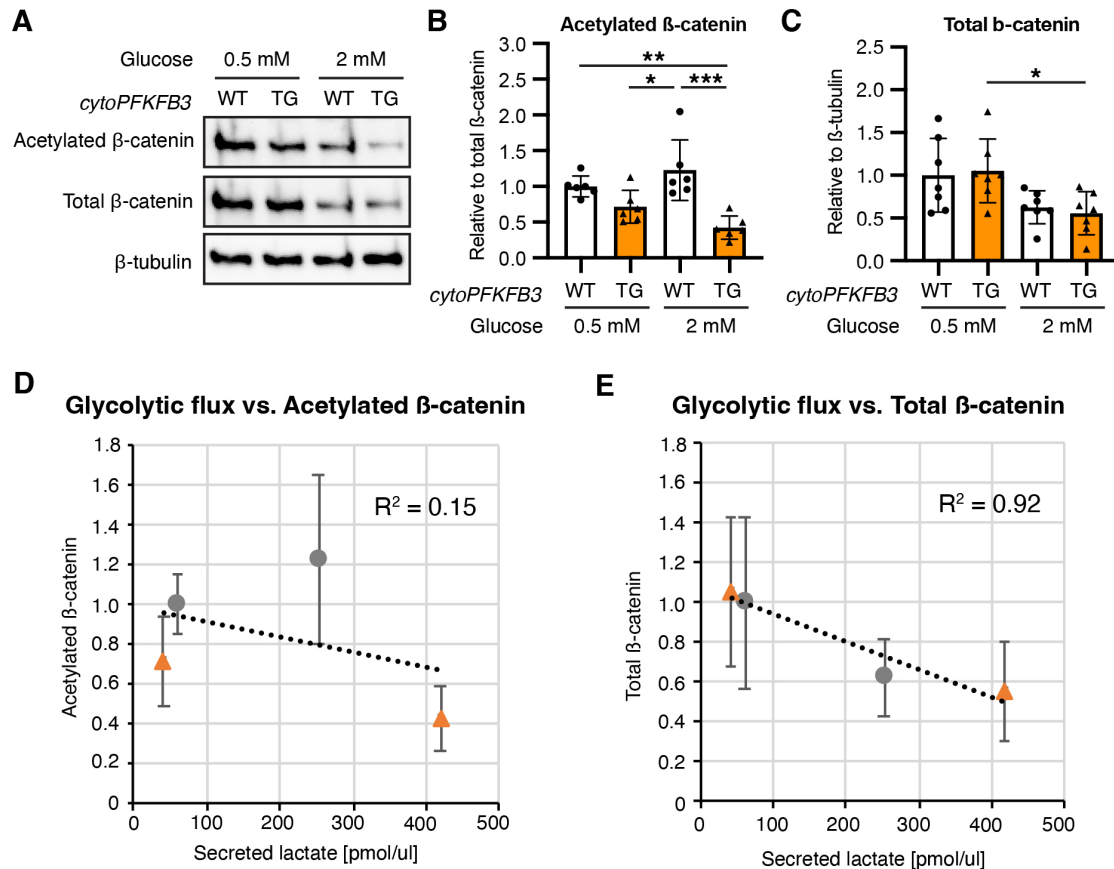 A
Glucose
0.5 mM 2 mM
cytoPFKFB3 WT TG WT TG
Acetylated β-catenin
Total β-catenin
β-tubulin
B
Acetylated ß-catenin
Relative to total ß-catenin
3.0
2.5
2.0
1.5
1.0
0.5
0.0
**
* ***
cytoPFKFB3 WT TG WT TG
Glucose 0.5 mM 2 mM
C
Total b-catenin
Relative to ß-tubulin
2.5
2.0
1.5
1.0
0.5
0.0
*
cytoPFKFB3 WT TG WT TG
Glucose 0.5 mM 2 mM
D
Glycolytic flux vs. Acetylated ß-catenin
Acetylated ß-catenin
1.8
1.6
1.4
1.2
1.0
0.8
0.6
0.4
0.2
0
R² = 0.15
0 100 200 300 400 500
Secreted lactate [pmol/ul]
E
Glycolytic flux vs. Total ß-catenin
Total ß-catenin
1.8
1.6
1.4
1.2
1.0
0.8
0.6
0.4
0.2
0
R² = 0.92
0 100 200 300 400 500
Secreted lactate [pmol/ul]